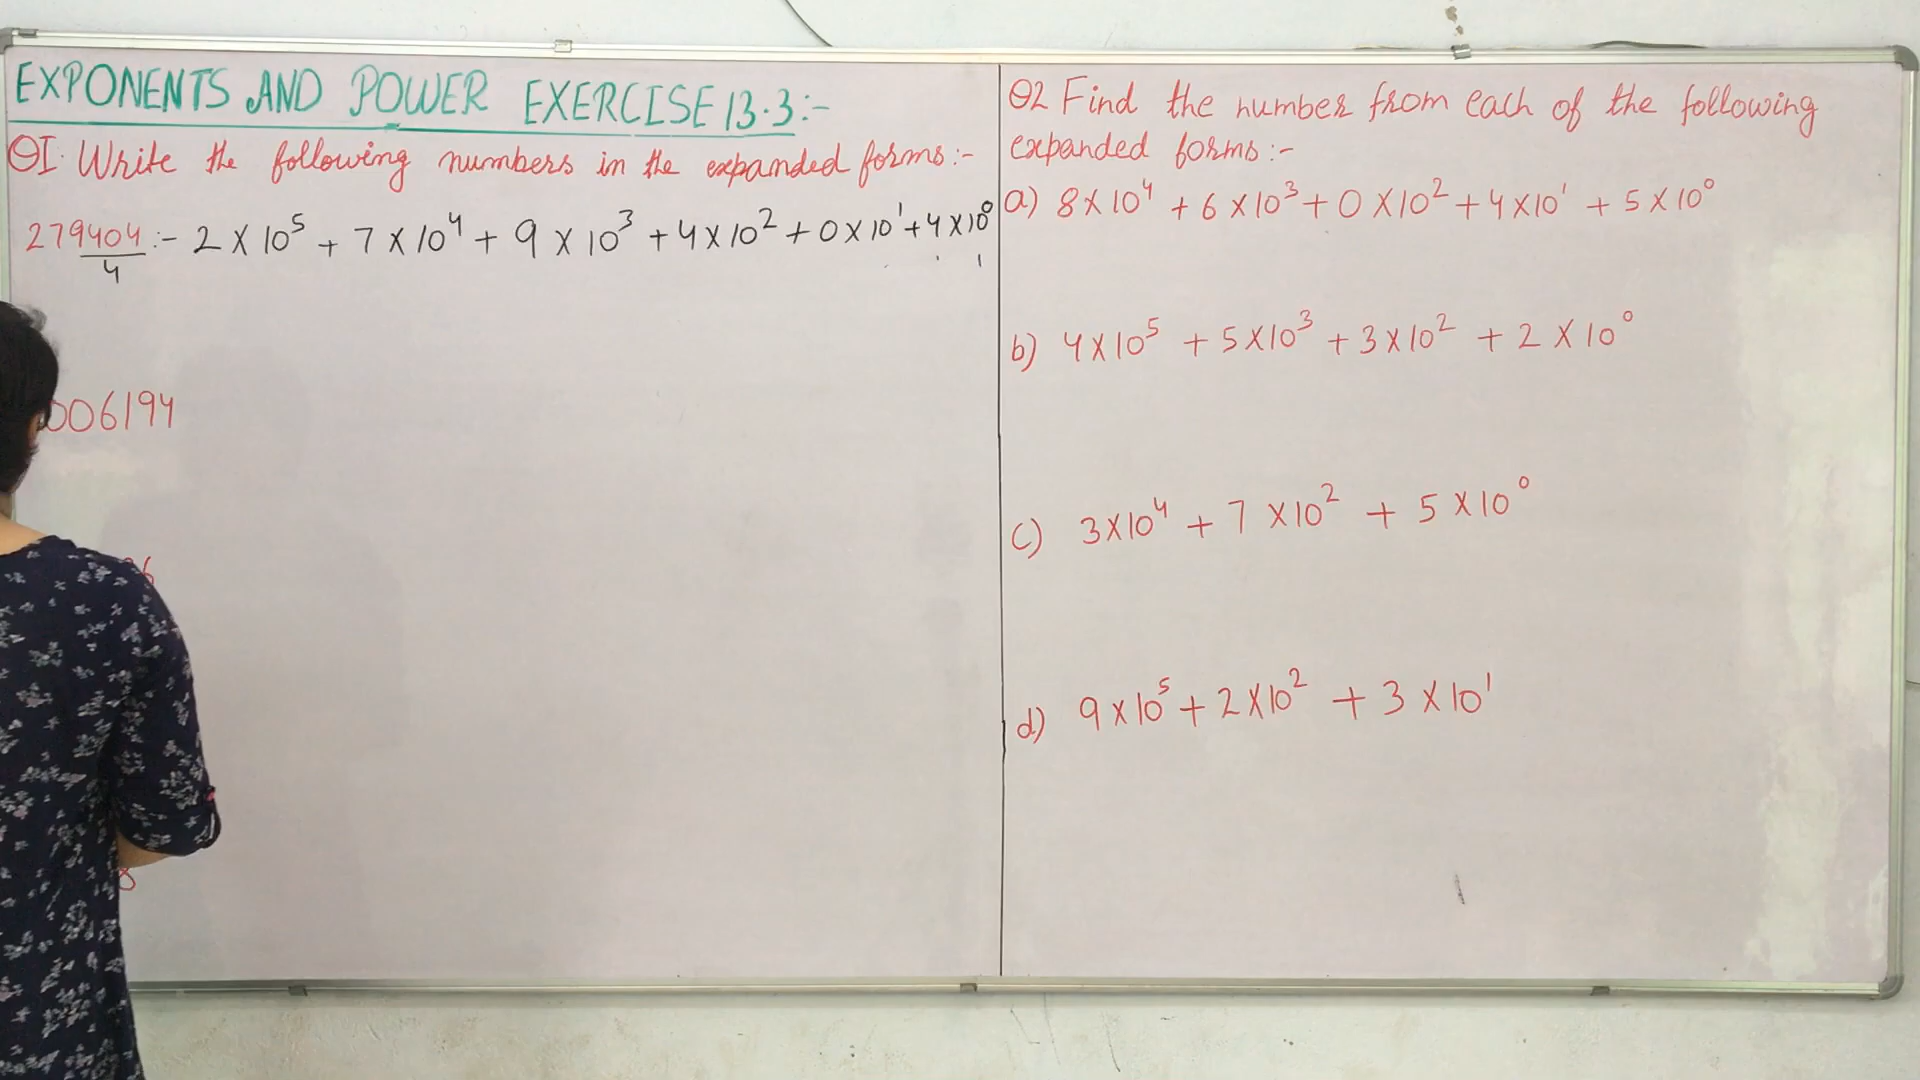 EXPONENTS AND POWER EXERCISE 13.3:-
QI. Write the following numbers in the expanded forms:-
279404 :- 2 × 10⁵ + 7 × 10⁴ + 9 × 10³ + 4 × 10² + 0 × 10¹ + 4 × 10⁰
4
006194
6
8
Q2 Find the number from each of the following
expanded forms:-
a) 8 × 10⁴ + 6 × 10³ + 0 × 10² + 4 × 10¹ + 5 × 10⁰
b) 4 × 10⁵ + 5 × 10³ + 3 × 10² + 2 × 10⁰
c) 3 × 10⁴ + 7 × 10² + 5 × 10⁰
d) 9 × 10⁵ + 2 × 10² + 3 × 10¹